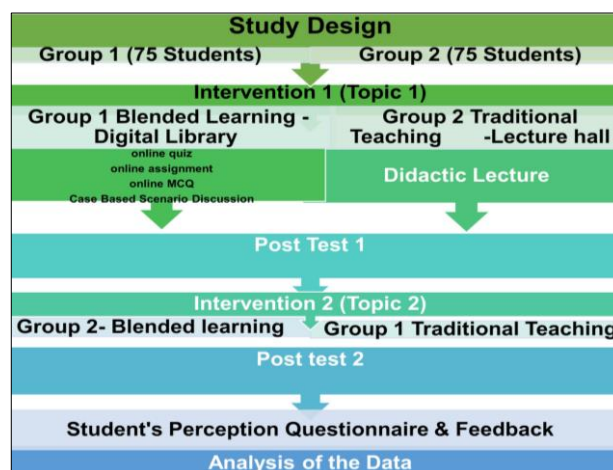 Study Design
Group 1 (75 Students)
Group 2 (75 Students)
Intervention 1 (Topic 1)
Group 1 Blended Learning -
Digital Library
Group 2 Traditional
Teaching -Lecture hall
online quiz
online assignment
online MCQ
Case Based Scenario Discussion
Didactic Lecture
Post Test 1
Intervention 2 (Topic 2)
Group 2- Blended learning
Group 1 Traditional Teaching
Post test 2
Student's Perception Questionnaire & Feedback
Analysis of the Data